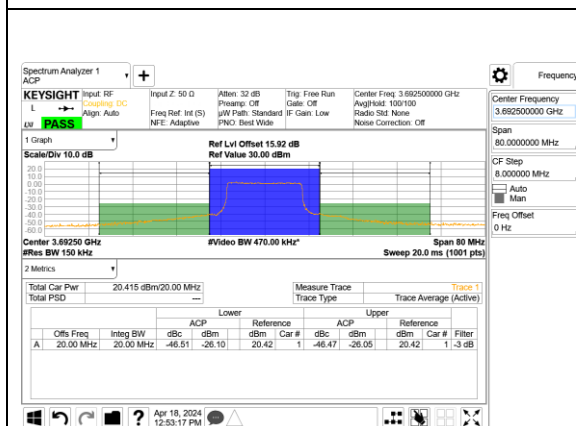 Spectrum Analyzer 1
ACP
+
Frequency
KEYSIGHT Input: RF Input Z: 50 Ω Atten: 32 dB Trig: Free Run Center Freq: 3.692500000 GHz
L Coupling: DC Preamp: Off Gate: Off Avg|Hold: 100/100
Align: Auto Freq Ref: Int (S) µW Path: Standard IF Gain: Low Radio Std: None
PASS NFE: Adaptive PNO: Best Wide Noise Correction: Off
Center Frequency
3.692500000 GHz
Span
80.0000000 MHz
CF Step
8.000000 MHz
Auto
Man
Freq Offset
0 Hz
1 Graph Ref Lvl Offset 15.92 dB
Scale/Div 10.0 dB Ref Value 30.00 dBm
20.0
10.0
0.00
-10.0
-20.0
-30.0
-40.0
-50.0
-60.0
Center 3.69250 GHz #Video BW 470.00 kHz* Span 80 MHz
#Res BW 150 kHz Sweep 20.0 ms (1001 pts)
2 Metrics
Total Car Pwr 20.415 dBm/20.00 MHz Measure Trace Trace 1
Total PSD --- Trace Type Trace Average (Active)
Lower Upper
ACP Reference ACP Reference
Offs Freq Integ BW dBc dBm dBm Car # dBc dBm dBm Car # Filter
A 20.00 MHz 20.00 MHz -46.51 -26.10 20.42 1 -46.47 -26.05 20.42 1 -3 dB
? Apr 18, 2024
12:53:17 PM